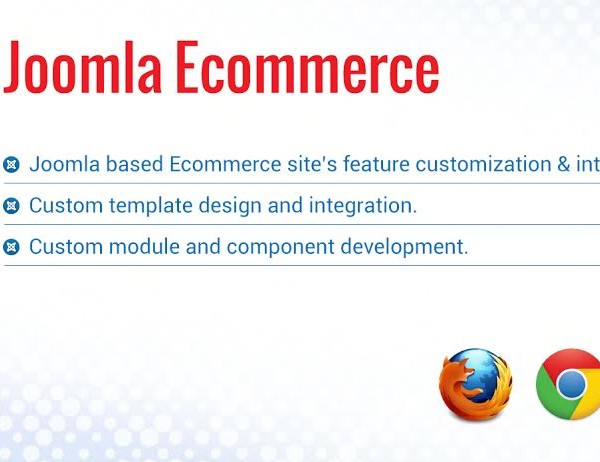 Joomla Ecommerce
Joomla based Ecommerce site's feature customization & int
Custom template design and integration.
Custom module and component development.